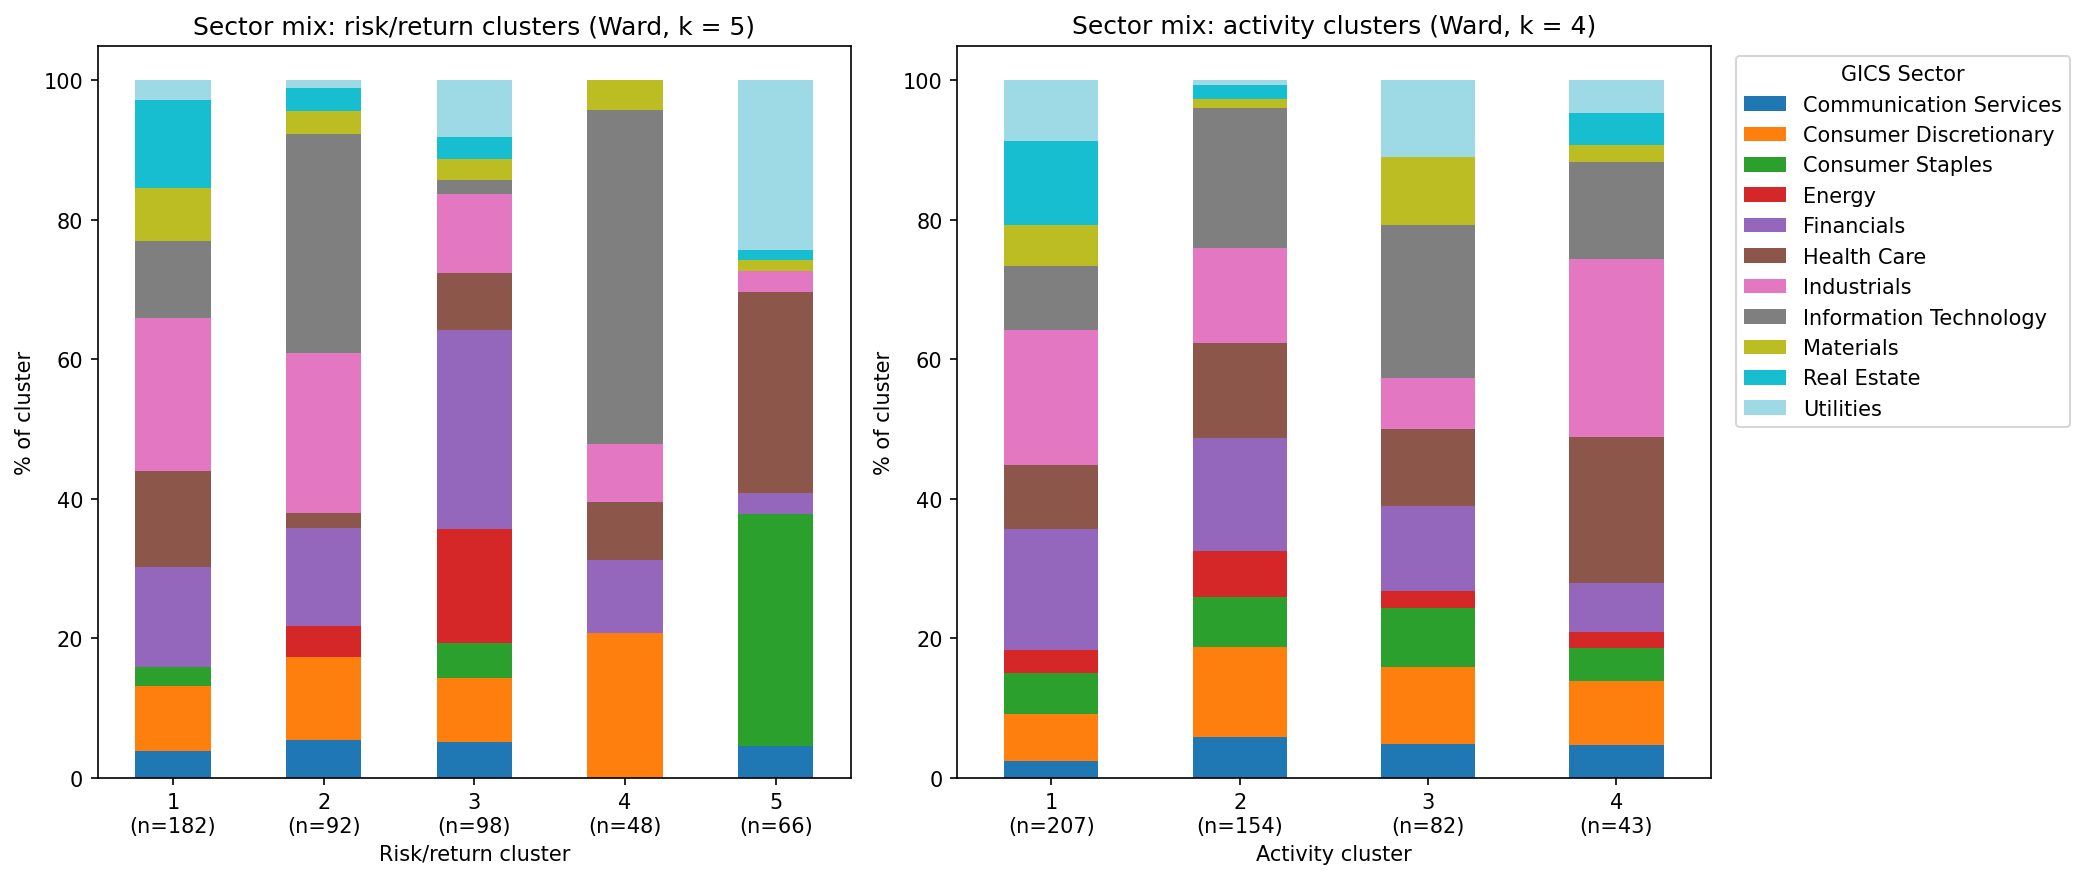 Sector mix: risk/return clusters (Ward, k = 5)
100
80
60
40
20
0
% of cluster
1 2 3 4 5
(n=182) (n=92) (n=98) (n=48) (n=66)
Risk/return cluster
Sector mix: activity clusters (Ward, k = 4)
100
80
60
40
20
0
% of cluster
1 2 3 4
(n=207) (n=154) (n=82) (n=43)
Activity cluster
GICS Sector
Communication Services
Consumer Discretionary
Consumer Staples
Energy
Financials
Health Care
Industrials
Information Technology
Materials
Real Estate
Utilities